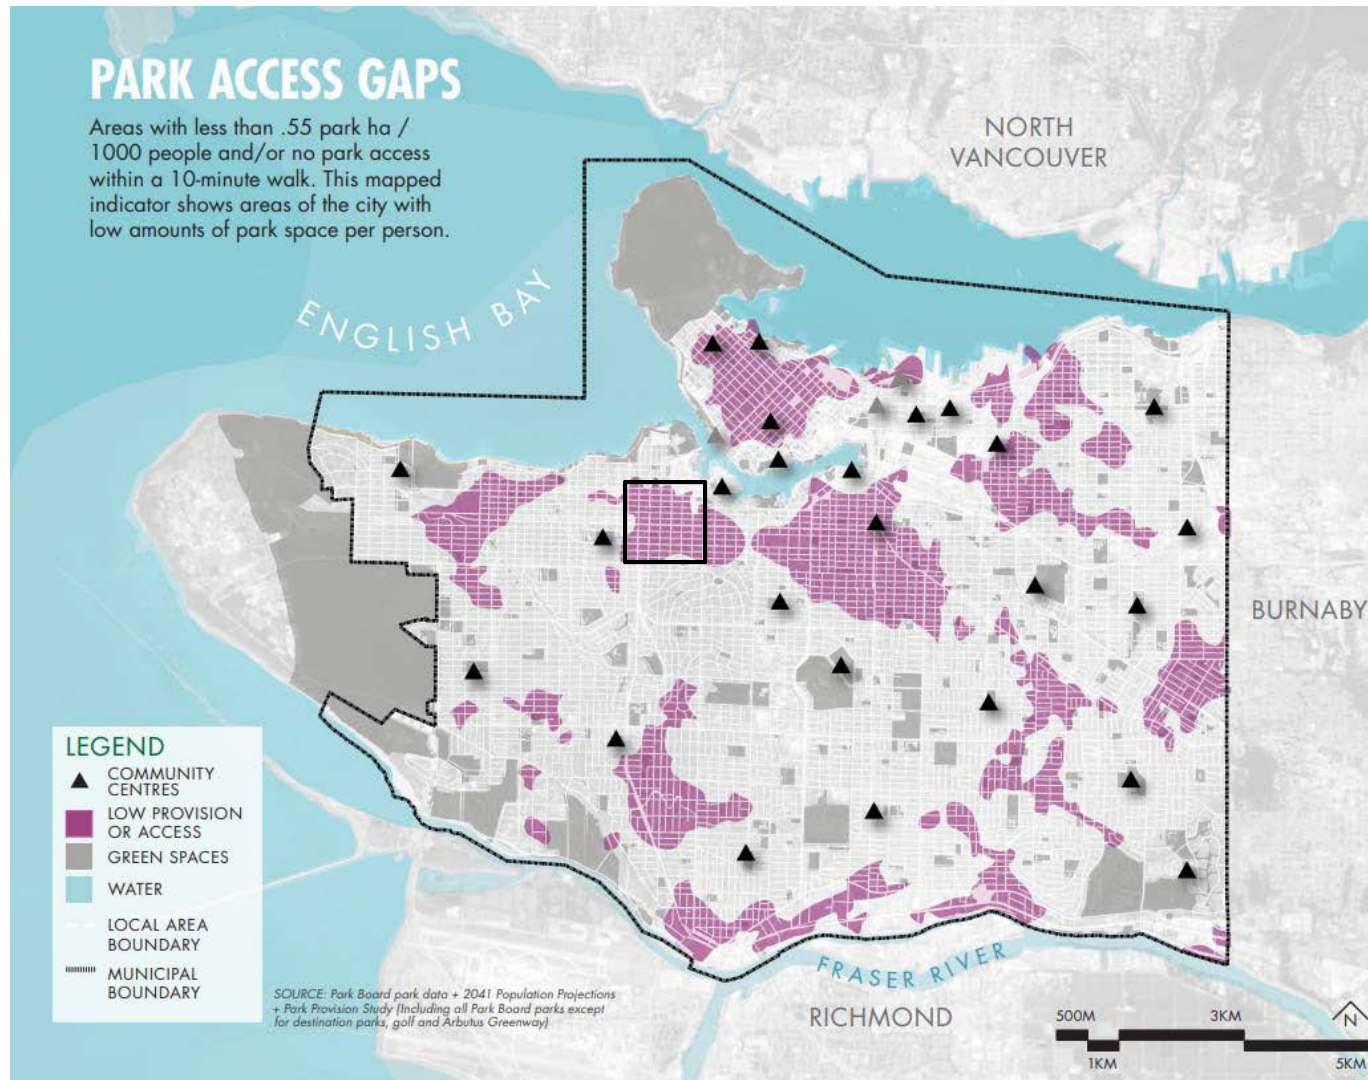 PARK ACCESS GAPS
Areas with less than .55 park ha /
1000 people and/or no park access
within a 10-minute walk. This mapped
indicator shows areas of the city with
low amounts of park space per person.
NORTH
VANCOUVER
ENGLISH BAY
BURNABY
LEGEND
COMMUNITY
CENTRES
LOW PROVISION
OR ACCESS
GREEN SPACES
WATER
LOCAL AREA
BOUNDARY
MUNICIPAL
BOUNDARY
SOURCE: Park Board park data + 2041 Population Projections
+ Park Provision Study (Including all Park Board parks except
for destination parks, golf and Arbutus Greenway)
FRASER RIVER
RICHMOND
500M
3KM
N
1KM
5KM